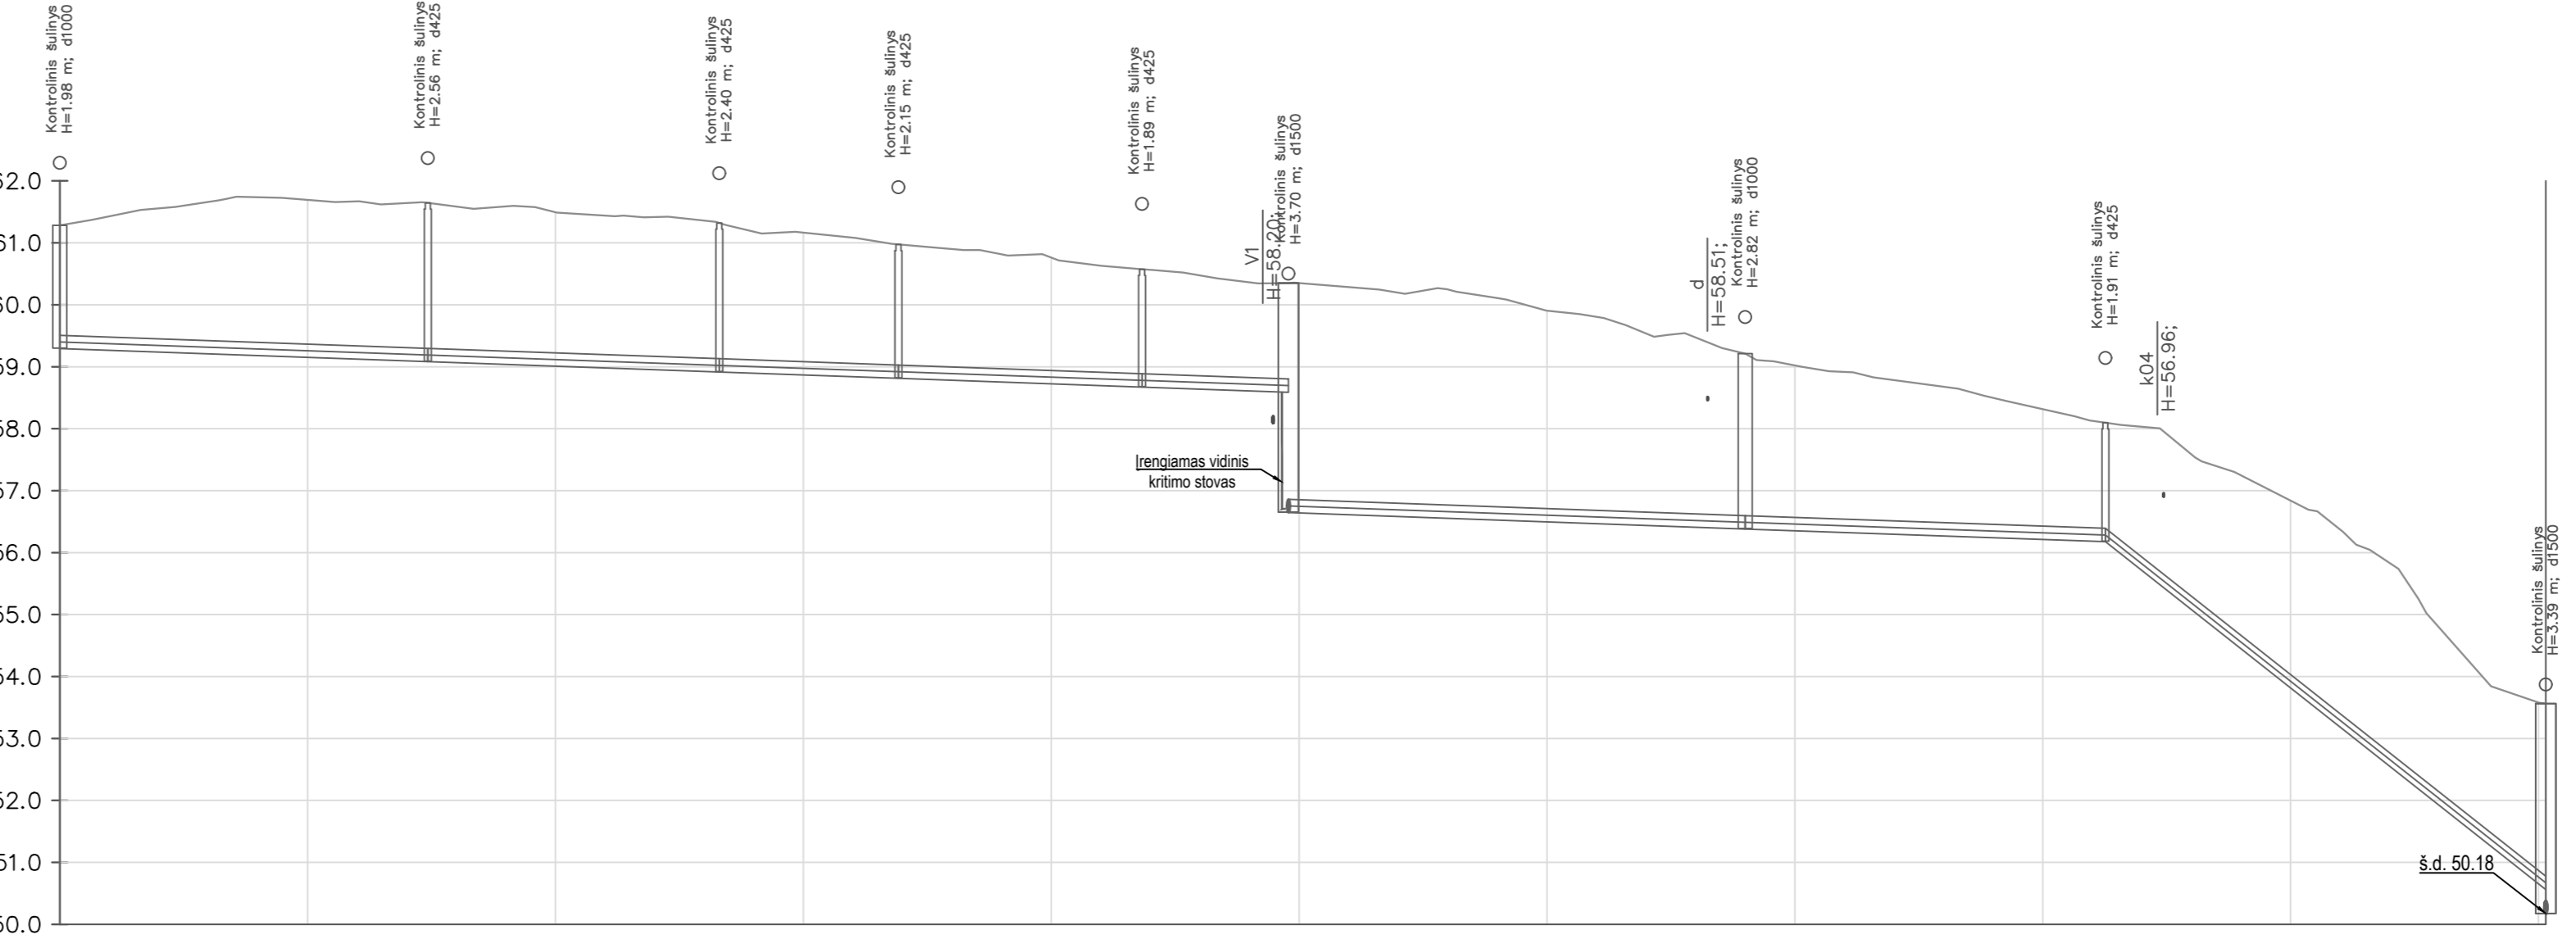 Kontrolinis šulinys
H=1.98 m; d1000
Kontrolinis šulinys
H=2.56 m; d425
Kontrolinis šulinys
H=2.40 m; d425
Kontrolinis šulinys
H=2.15 m; d425
Kontrolinis šulinys
H=1.89 m; d425
V1
H=58.20;
Kontrolinis šulinys
H=3.70 m; d1500
d
H=58.51;
Kontrolinis šulinys
H=2.82 m; d1000
Kontrolinis šulinys
H=1.91 m; d425
k04
H=56.96;
Kontrolinis šulinys
H=3.39 m; d1500
62.0
61.0
60.0
59.0
58.0
57.0
56.0
55.0
54.0
53.0
52.0
51.0
50.0
Įrengiamas vidinis
kritimo stovas
š.d. 50.18